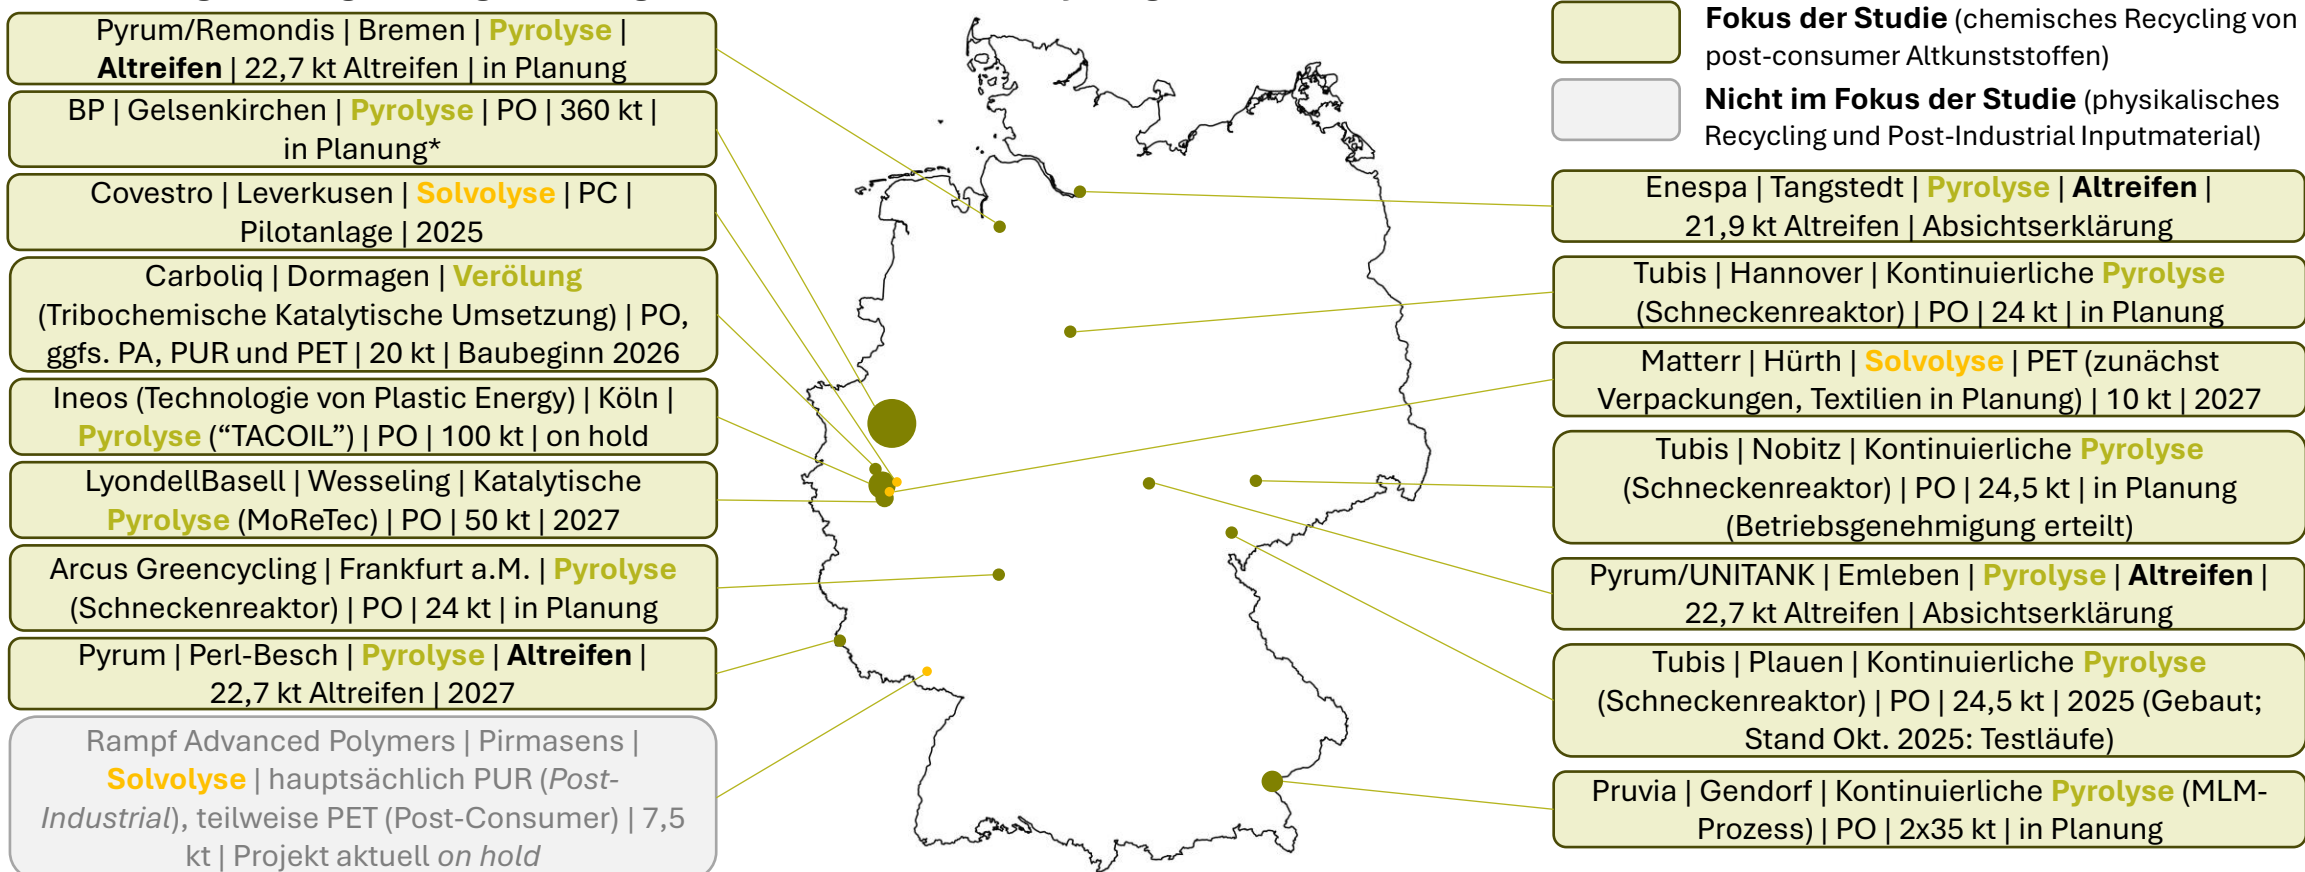 Pyrum/Remondis | Bremen | Pyrolyse |
Altreifen | 22,7 kt Altreifen | in Planung
BP | Gelsenkirchen | Pyrolyse | PO | 360 kt |
in Planung*
Covestro | Leverkusen | Solvolyse | PC |
Pilotanlage | 2025
Carboliq | Dormagen | Verölung
(Tribochemische Katalytische Umsetzung) | PO,
ggfs. PA, PUR und PET | 20 kt | Baubeginn 2026
Ineos (Technologie von Plastic Energy) | Köln |
Pyrolyse (“TACOIL”) | PO | 100 kt | on hold
LyondellBasell | Wesseling | Katalytische
Pyrolyse (MoReTec) | PO | 50 kt | 2027
Arcus Greencycling | Frankfurt a.M. | Pyrolyse
(Schneckenreaktor) | PO | 24 kt | in Planung
Pyrum | Perl-Besch | Pyrolyse | Altreifen |
22,7 kt Altreifen | 2027
Rampf Advanced Polymers | Pirmasens |
Solvolyse | hauptsächlich PUR (Post-
Industrial), teilweise PET (Post-Consumer) | 7,5
kt | Projekt aktuell on hold
Fokus der Studie (chemisches Recycling von
post-consumer Altkunststoffen)
Nicht im Fokus der Studie (physikalisches
Recycling und Post-Industrial Inputmaterial)
Enespa | Tangstedt | Pyrolyse | Altreifen |
21,9 kt Altreifen | Absichtserklärung
Tubis | Hannover | Kontinuierliche Pyrolyse
(Schneckenreaktor) | PO | 24 kt | in Planung
Matterr | Hürth | Solvolyse | PET (zunächst
Verpackungen, Textilien in Planung) | 10 kt | 2027
Tubis | Nobitz | Kontinuierliche Pyrolyse
(Schneckenreaktor) | PO | 24,5 kt | in Planung
(Betriebsgenehmigung erteilt)
Pyrum/UNITANK | Emleben | Pyrolyse | Altreifen |
22,7 kt Altreifen | Absichtserklärung
Tubis | Plauen | Kontinuierliche Pyrolyse
(Schneckenreaktor) | PO | 24,5 kt | 2025 (Gebaut;
Stand Okt. 2025: Testläufe)
Pruvia | Gendorf | Kontinuierliche Pyrolyse (MLM-
Prozess) | PO | 2x35 kt | in Planung